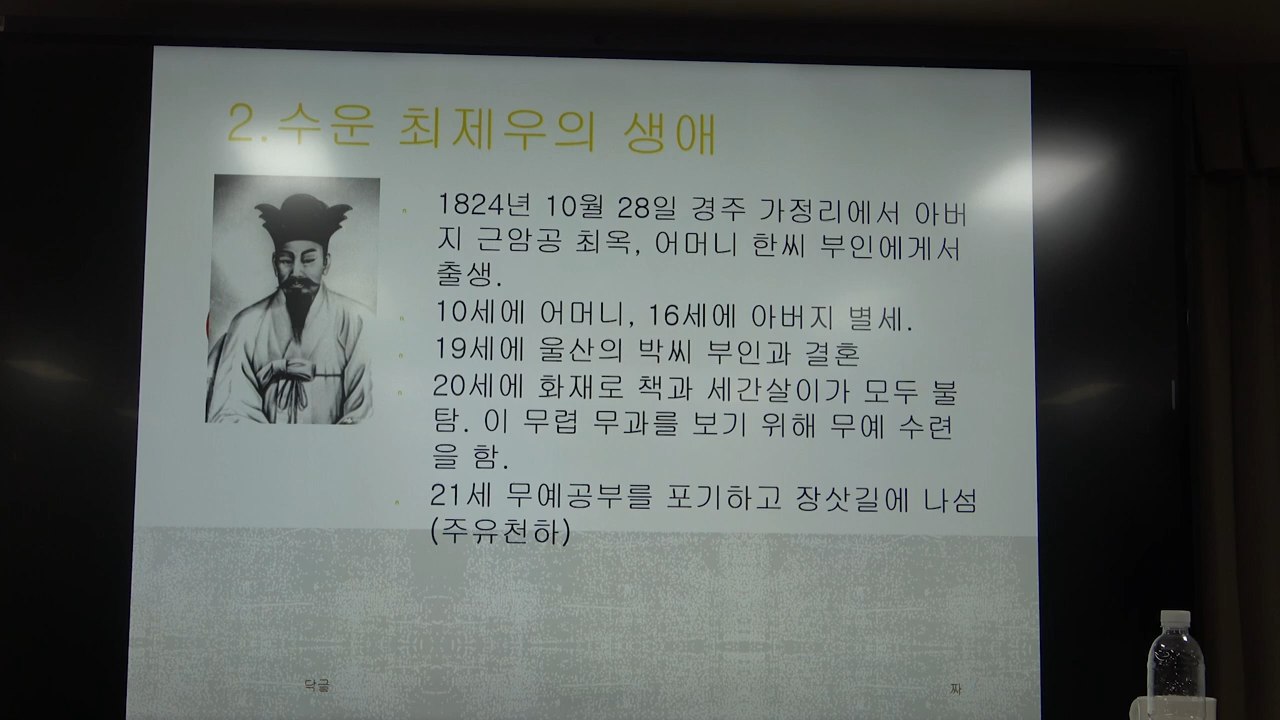 2.수운 최제우의 생애
1824년 10월 28일 경주 가정리에서 아버
지 근암공 최옥, 어머니 한씨 부인에게서
출생.
10세에 어머니, 16세에 아버지 별세.
19세에 울산의 박씨 부인과 결혼
20세에 화재로 책과 세간살이가 모두 불
탐. 이 무렵 무과를 보기 위해 무예 수련
을 함.
21세 무예공부를 포기하고 장삿길에 나섬
(주유천하)